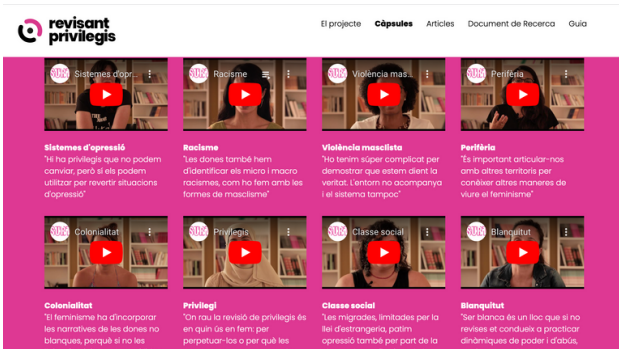 revisant
privilegis
El projecte
Càpsules
Articles
Document de Recerca
Guia
Sistemes d'opr...
Racisme
Violència mas...
Perifèria
Sistemes d'opressió
"Hi ha privilegis que no podem
canviar, però sí els podem
utilitzar per revertir situacions
d'opressió"
Racisme
"Les dones també hem
d'identificar els micro i macro
racismes, com ho fem amb les
formes de masclisme"
Violència masclista
"Ho tenim súper complicat per
demostrar que estem dient la
veritat. L'entorn no acompanya
i el sistema tampoc"
Perifèria
"És important articular-nos
amb altres territoris per
conèixer altres maneres de
viure el feminisme"
Colonialitat
Privilegis
Classe social
Blanquitut
Colonialitat
"El feminisme ha d'incorporar
les narratives de les dones no
blanques, perquè si no les
Privilegi
"On rau la revisió de privilegis és
en quin ús en fem: per
perpetuar-los o per què les
Classe social
"Les migrades, limitades per la
llei d'estrangeria, patim
opressió també per part de la
Blanquitut
"Ser blanca és un lloc que si no
revises et condueix a practicar
dinàmiques de poder i d'abús,